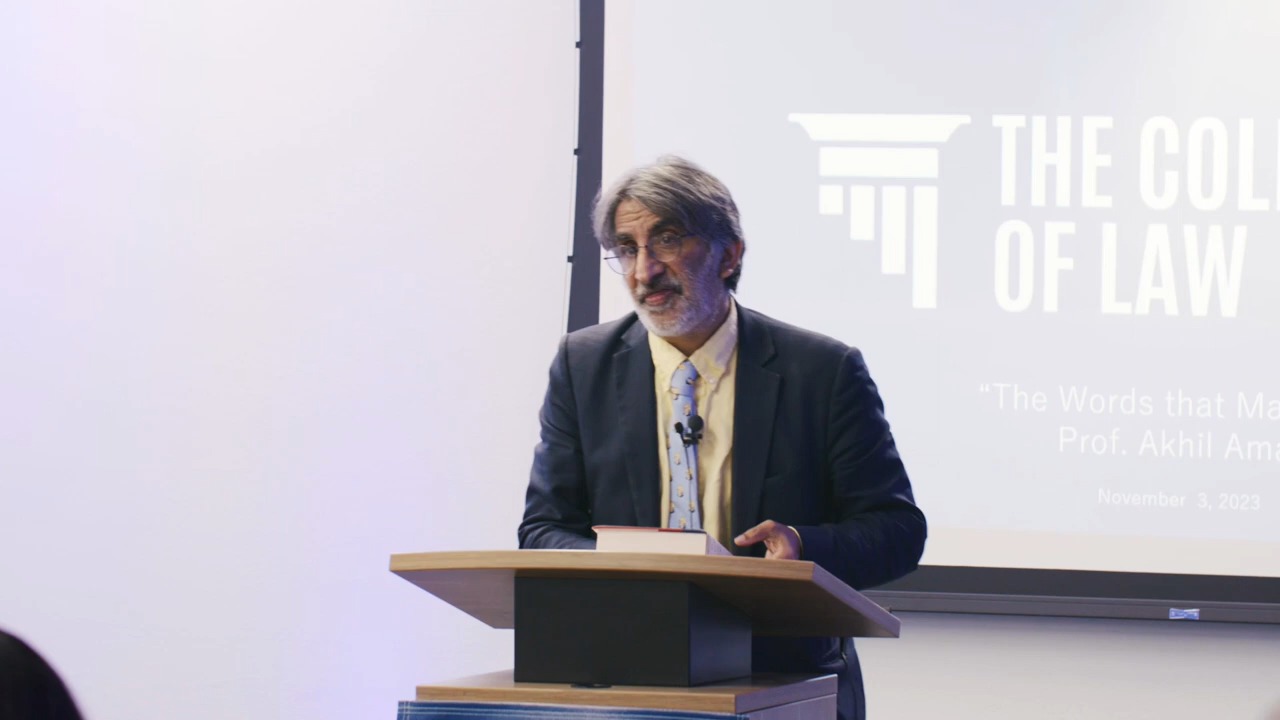 THE COL
OF LAW
“The Words that Ma
Prof. Akhil Ama
November 3, 2023